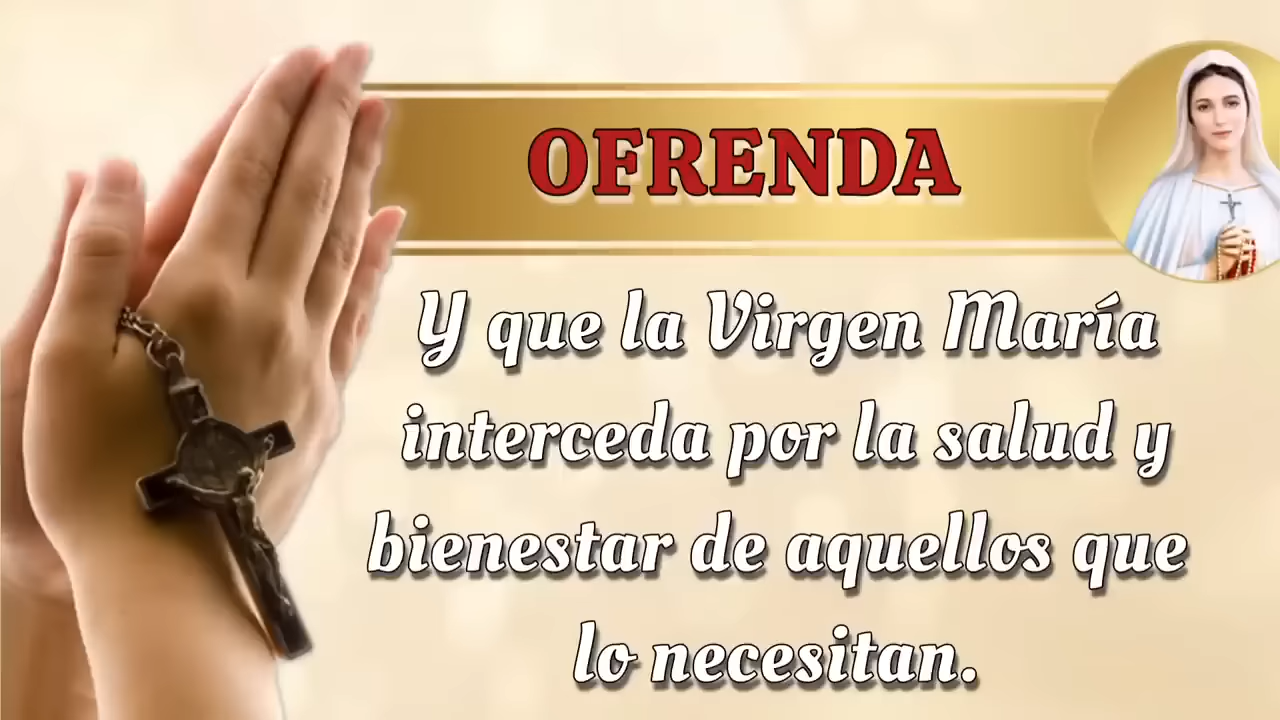 OFRENDA
Y que la Virgen María
interceda por la salud y
bienestar de aquellos que
lo necesitan.